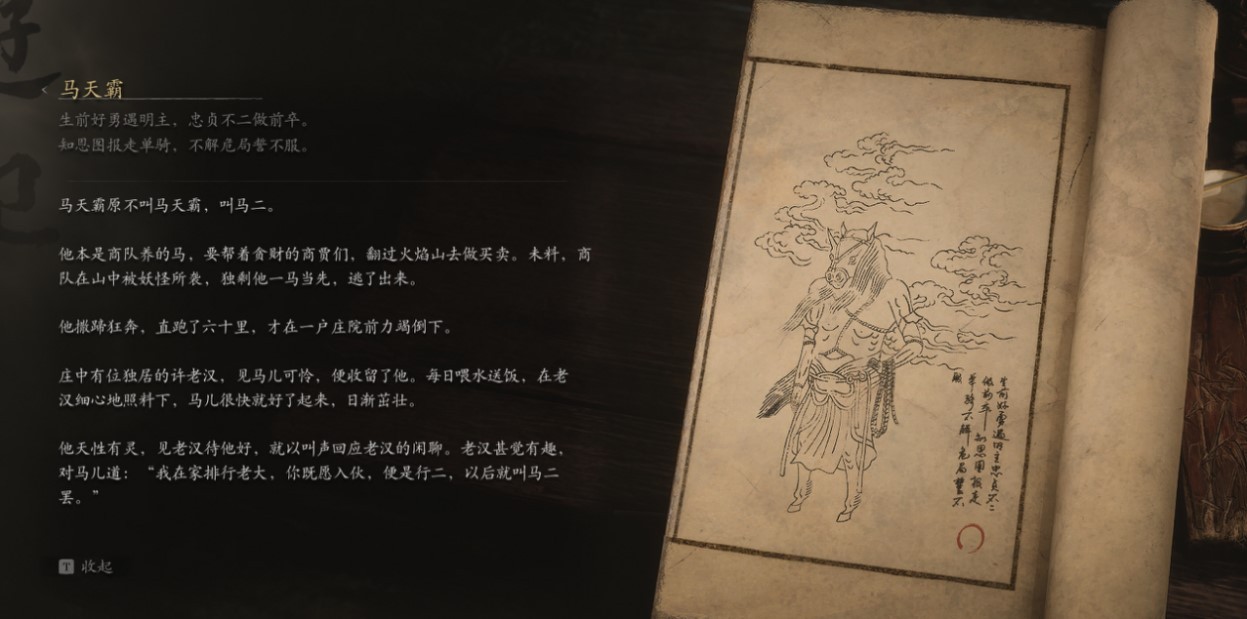 马天霸
生前好勇遇明主，忠贞不二做前卒。
知恩图报走单骑，不解危局誓不服。
马天霸原不叫马天霸，叫马二。
他本是商队养的马，要帮着贪财的商贾们，翻过火焰山去做买卖。未料，商
队在山中被妖怪所袭，独剩他一马当先，逃了出来。
他撒蹄狂奔，直跑了六十里，才在一户庄院前力竭倒下。
庄中有位独居的许老汉，见马儿可怜，便收留了他。每日喂水送饭，在老
汉细心地照料下，马儿很快就好了起来，日渐茁壮。
他天性有灵，见老汉待他好，就以叫声回应老汉的闲聊。老汉甚觉有趣，
对马儿道：“我在家排行老大，你既愿入伙，便是行二，以后就叫马二
罢。”
T 收起
生前好勇遇明主忠贞不二
做前卒 知恩图报走
单骑不解 危局誓不
服